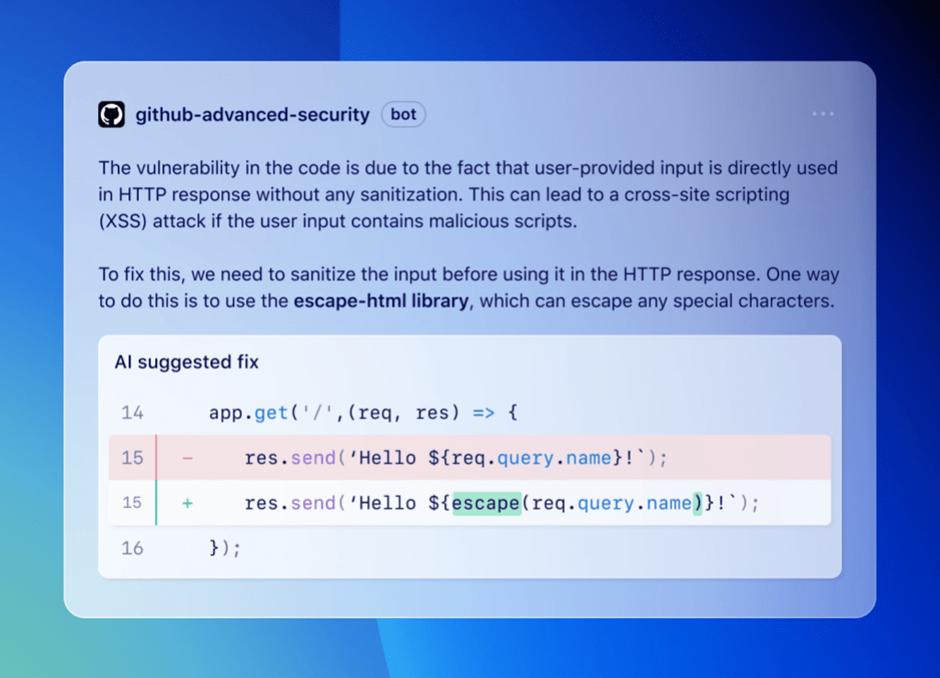 github-advanced-security bot
The vulnerability in the code is due to the fact that user-provided input is directly used
in HTTP response without any sanitization. This can lead to a cross-site scripting
(XSS) attack if the user input contains malicious scripts.
To fix this, we need to sanitize the input before using it in the HTTP response. One way
to do this is to use the escape-html library, which can escape any special characters.
AI suggested fix
14 app.get('/',(req, res) => {
15 - res.send(‘Hello ${req.query.name}!`);
15 + res.send(‘Hello ${escape(req.query.name)}!`);
16 });